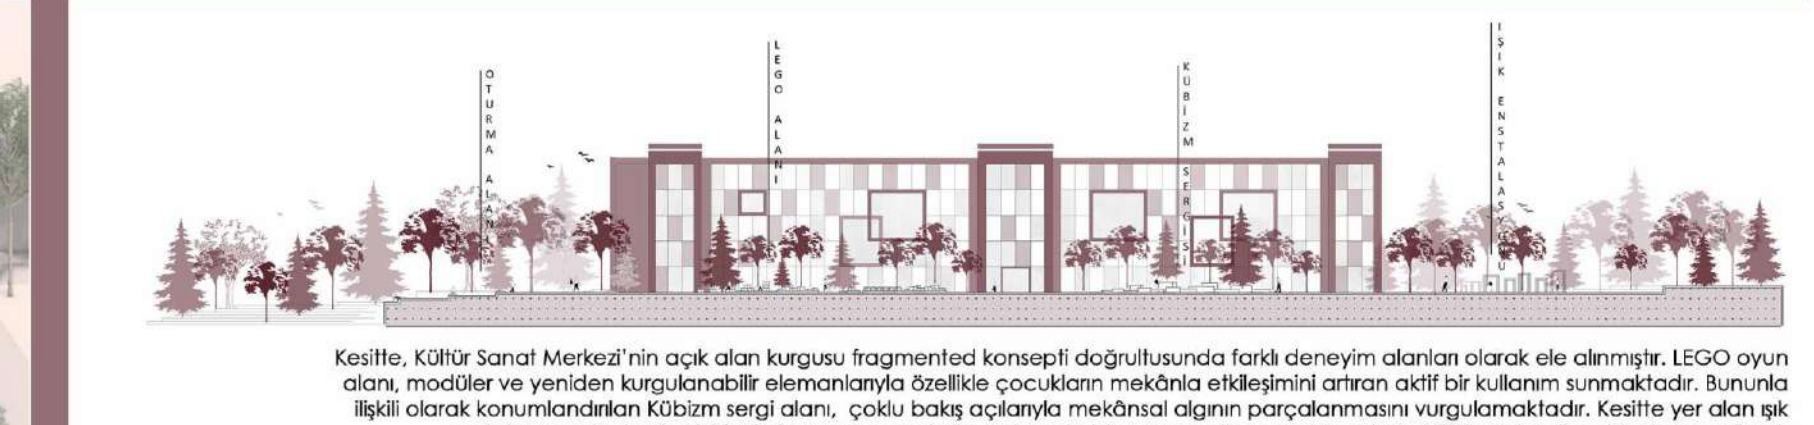 OTURMA ALANI
LEGO ALANI
KÜBİZM SERGİSİ
IŞIK ENSTALASYONU
Kesitte, Kültür Sanat Merkezi'nin açık alan kurgusu fragmented konsepti doğrultusunda farklı deneyim alanları olarak ele alınmıştır. LEGO oyun
alanı, modüler ve yeniden kurgulanabilir elemanlarıyla özellikle çocukların mekânla etkileşimini artıran aktif bir kullanım sunmaktadır. Bununla
ilişkili olarak konumlandırılan Kübizm sergi alanı, çoklu bakış açılarıyla mekânsal algının parçalanmasını vurgulamaktadır. Kesitte yer alan ışık